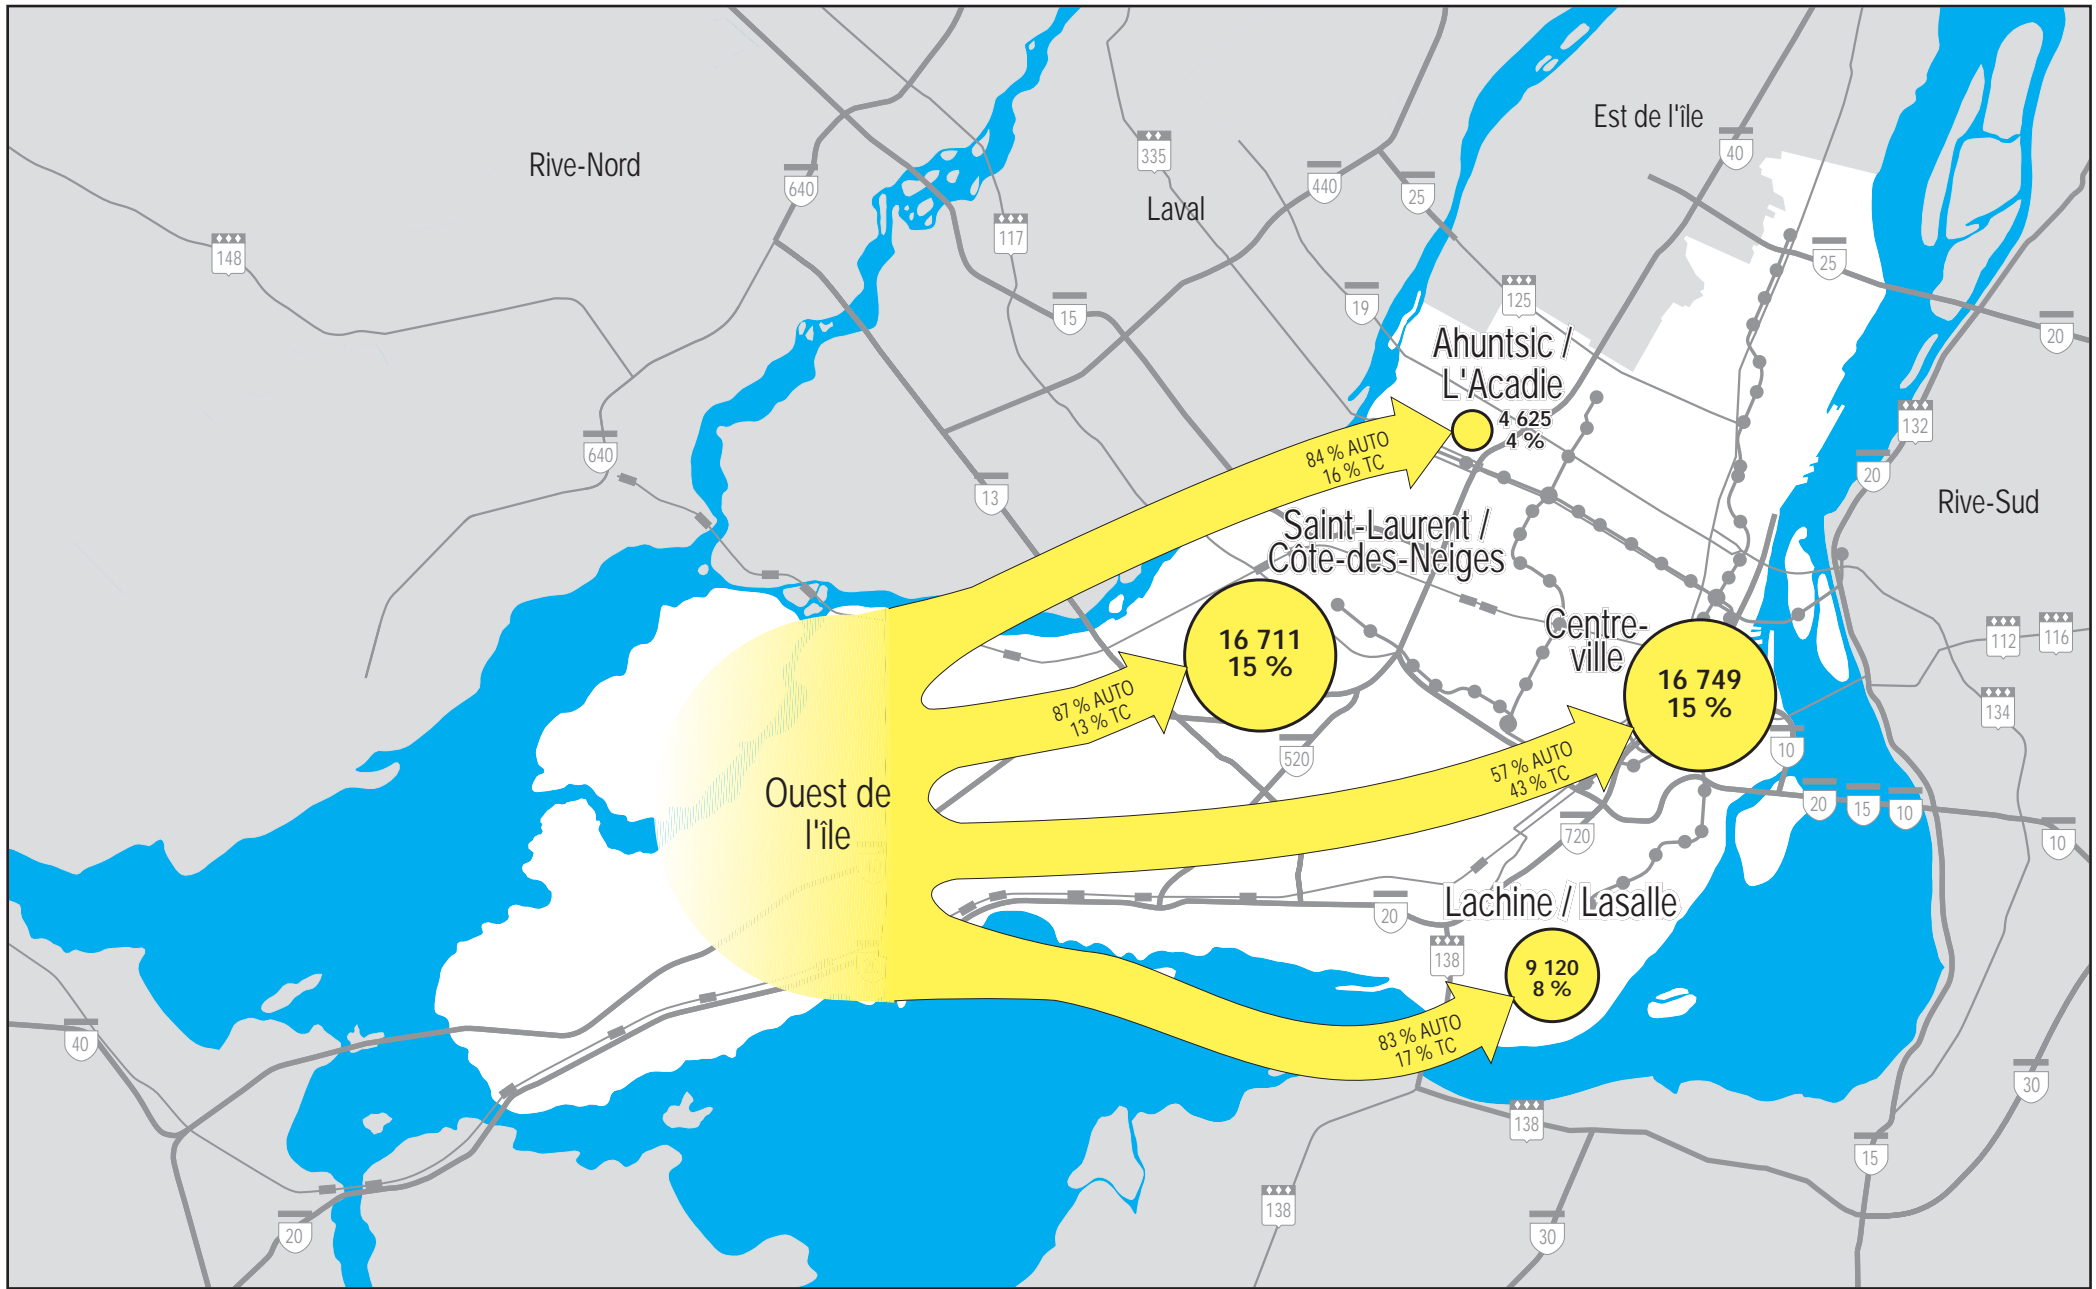 Est de l'île
40
Rive-Nord
335
640
440
25
Laval
117
148
25
125
19
15
20
Ahuntsic /
L'Acadie
4 625
4 %
132
640
84 % AUTO
16 % TC
20
13
Rive-Sud
Saint-Laurent /
Côte-des-Neiges
16 711
15 %
Centre-
ville
112
116
16 749
15 %
87 % AUTO
13 % TC
134
520
10
57 % AUTO
43 % TC
Ouest de
l'île
20
15
10
720
10
40
Lachine / Lasalle
20
138
20
9 120
8 %
83 % AUTO
17 % TC
40
30
138
15
138
20
30